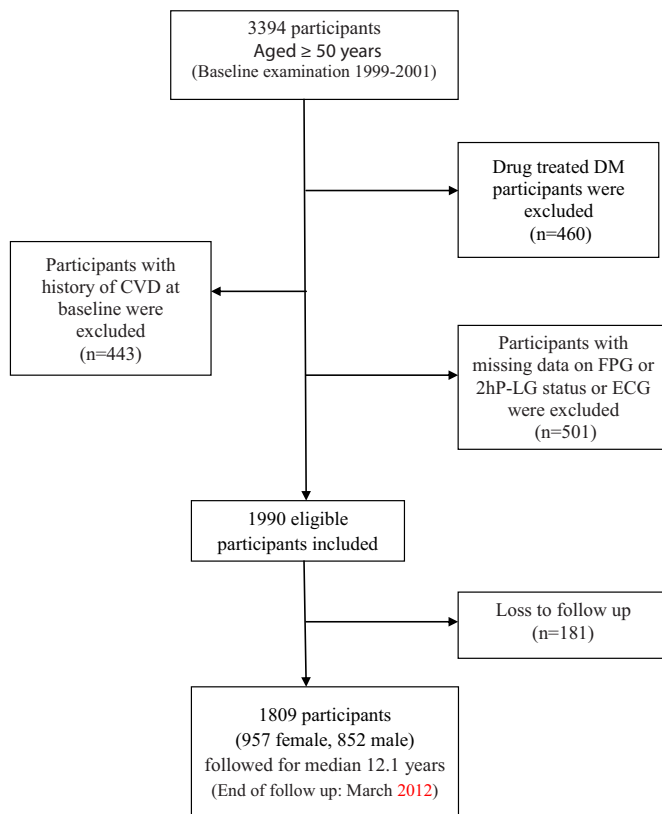 3394 participants
Aged ≥ 50 years
(Baseline examination 1999-2001)
Drug treated DM
participants were
excluded
(n=460)
Participants with
history of CVD at
baseline were
excluded
(n=443)
Participants with
missing data on FPG or
2hP-LG status or ECG
were excluded
(n=501)
1990 eligible
participants included
Loss to follow up
(n=181)
1809 participants
(957 female, 852 male)
followed for median 12.1 years
(End of follow up: March 2012)